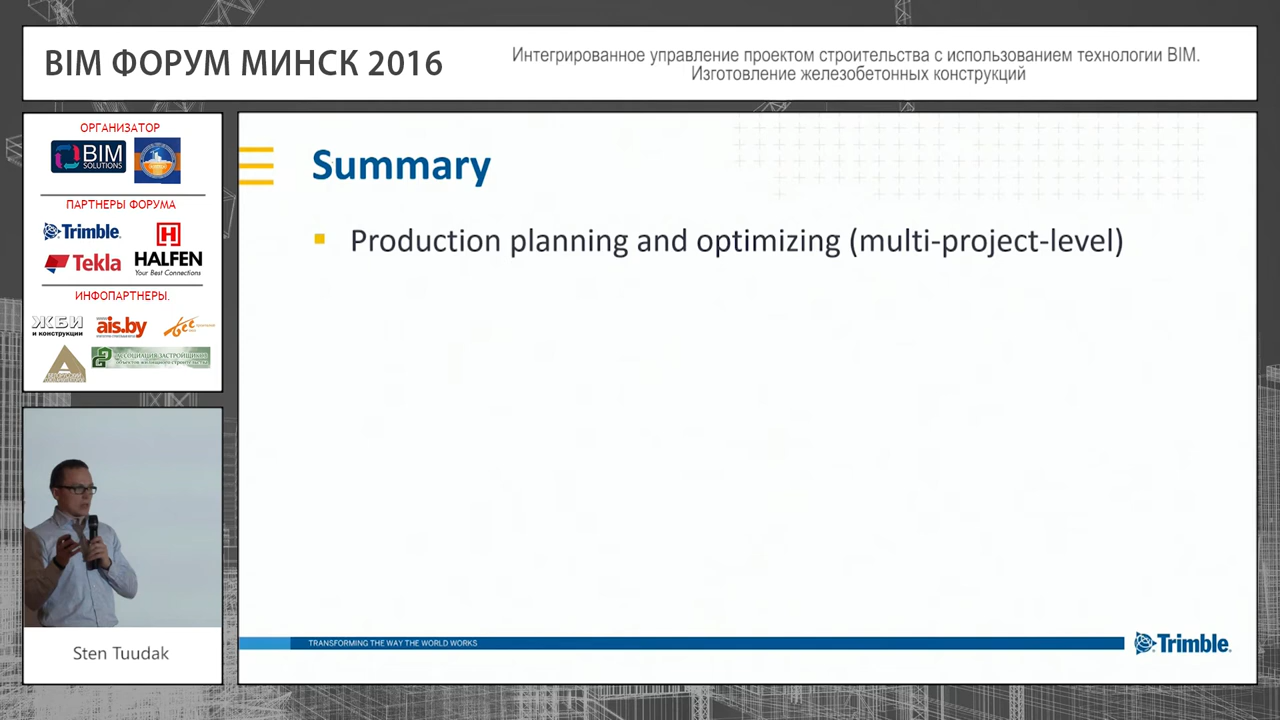 BIM ФОРУМ МИНСК 2016
Интегрированное управление проектом строительства с использованием технологии BIM.
Изготовление железобетонных конструкций
ОРГАНИЗАТОР
BIM
SOLUTIONS
ПАРТНЕРЫ ФОРУМА
Trimble.
Tekla
HALFEN
Your Best Connections
ИНФОПАРТНЕРЫ.
ЖБИ
и конструкции
ais.by
АССОЦИАЦИЯ ЗАСТРОЙЩИКОВ
Sten Tuudak
Summary
Production planning and optimizing (multi-project-level)
TRANSFORMING THE WAY THE WORLD WORKS
Trimble.